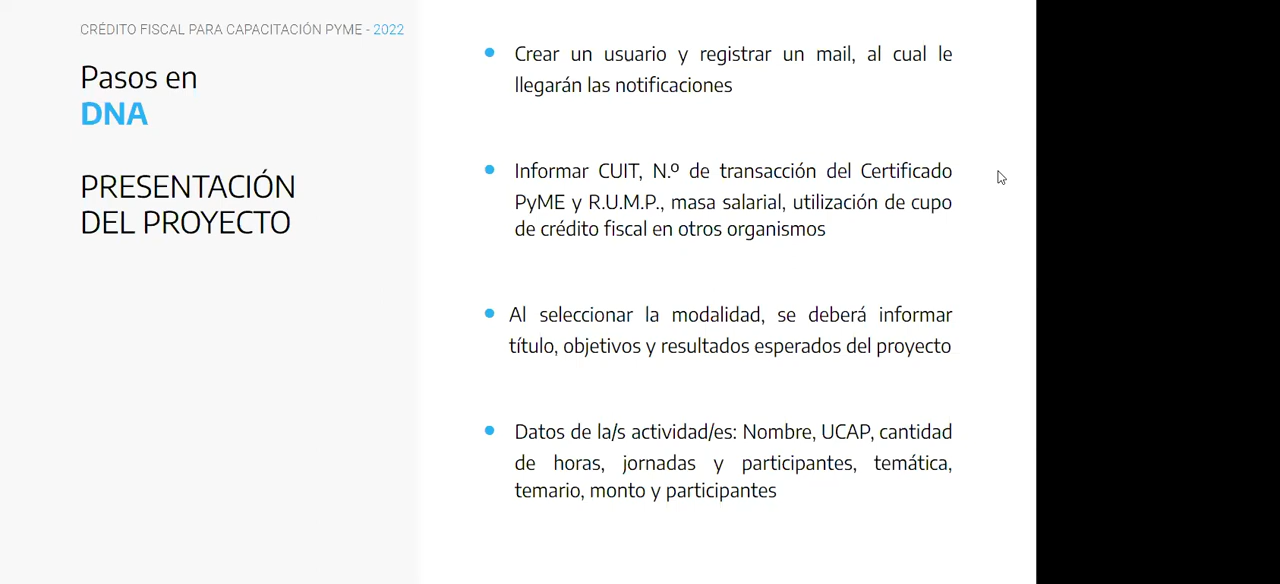 CRÉDITO FISCAL PARA CAPACITACIÓN PYME - 2022
Pasos en
DNA
PRESENTACIÓN
DEL PROYECTO
Crear un usuario y registrar un mail, al cual le
llegarán las notificaciones
Informar CUIT, N.º de transacción del Certificado
PyME y R.U.M.P., masa salarial, utilización de cupo
de crédito fiscal en otros organismos
Al seleccionar la modalidad, se deberá informar
título, objetivos y resultados esperados del proyecto
Datos de la/s actividad/es: Nombre, UCAP, cantidad
de horas, jornadas y participantes, temática,
temario, monto y participantes